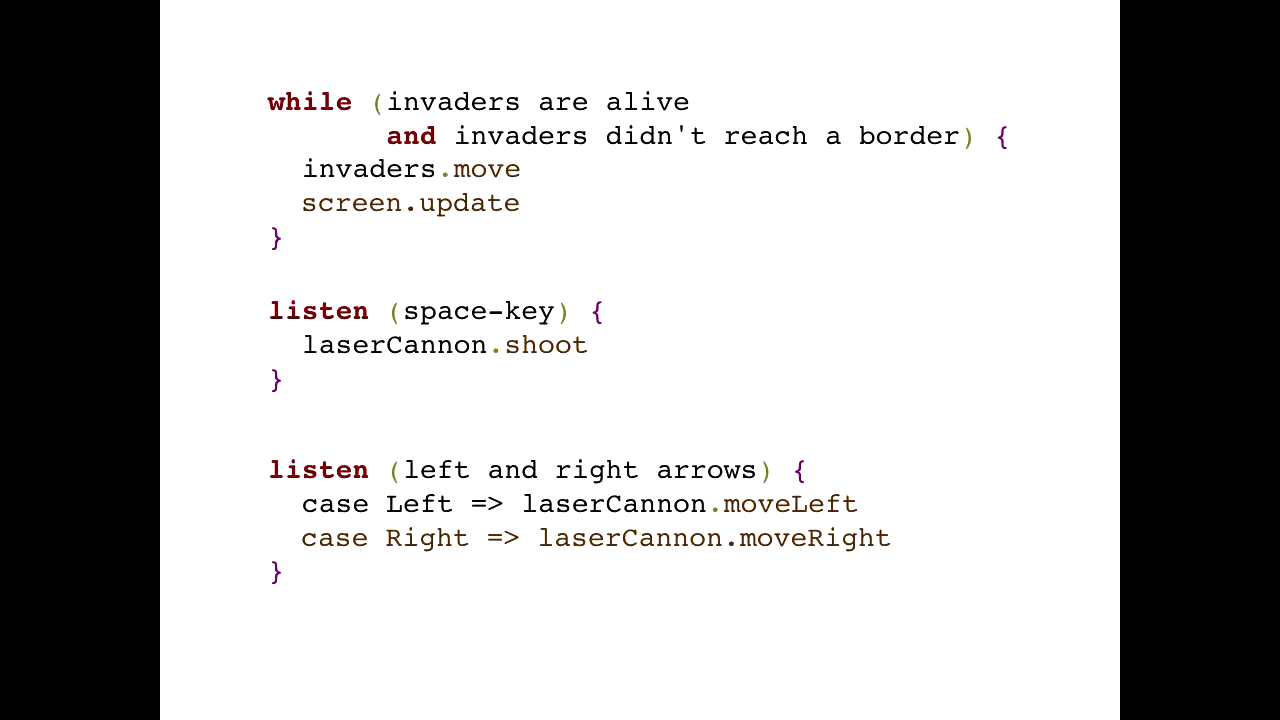 while (invaders are alive
and invaders didn't reach a border) {
invaders.move
screen.update
}
listen (space-key) {
laserCannon.shoot
}
listen (left and right arrows) {
case Left => laserCannon.moveLeft
case Right => laserCannon.moveRight
}